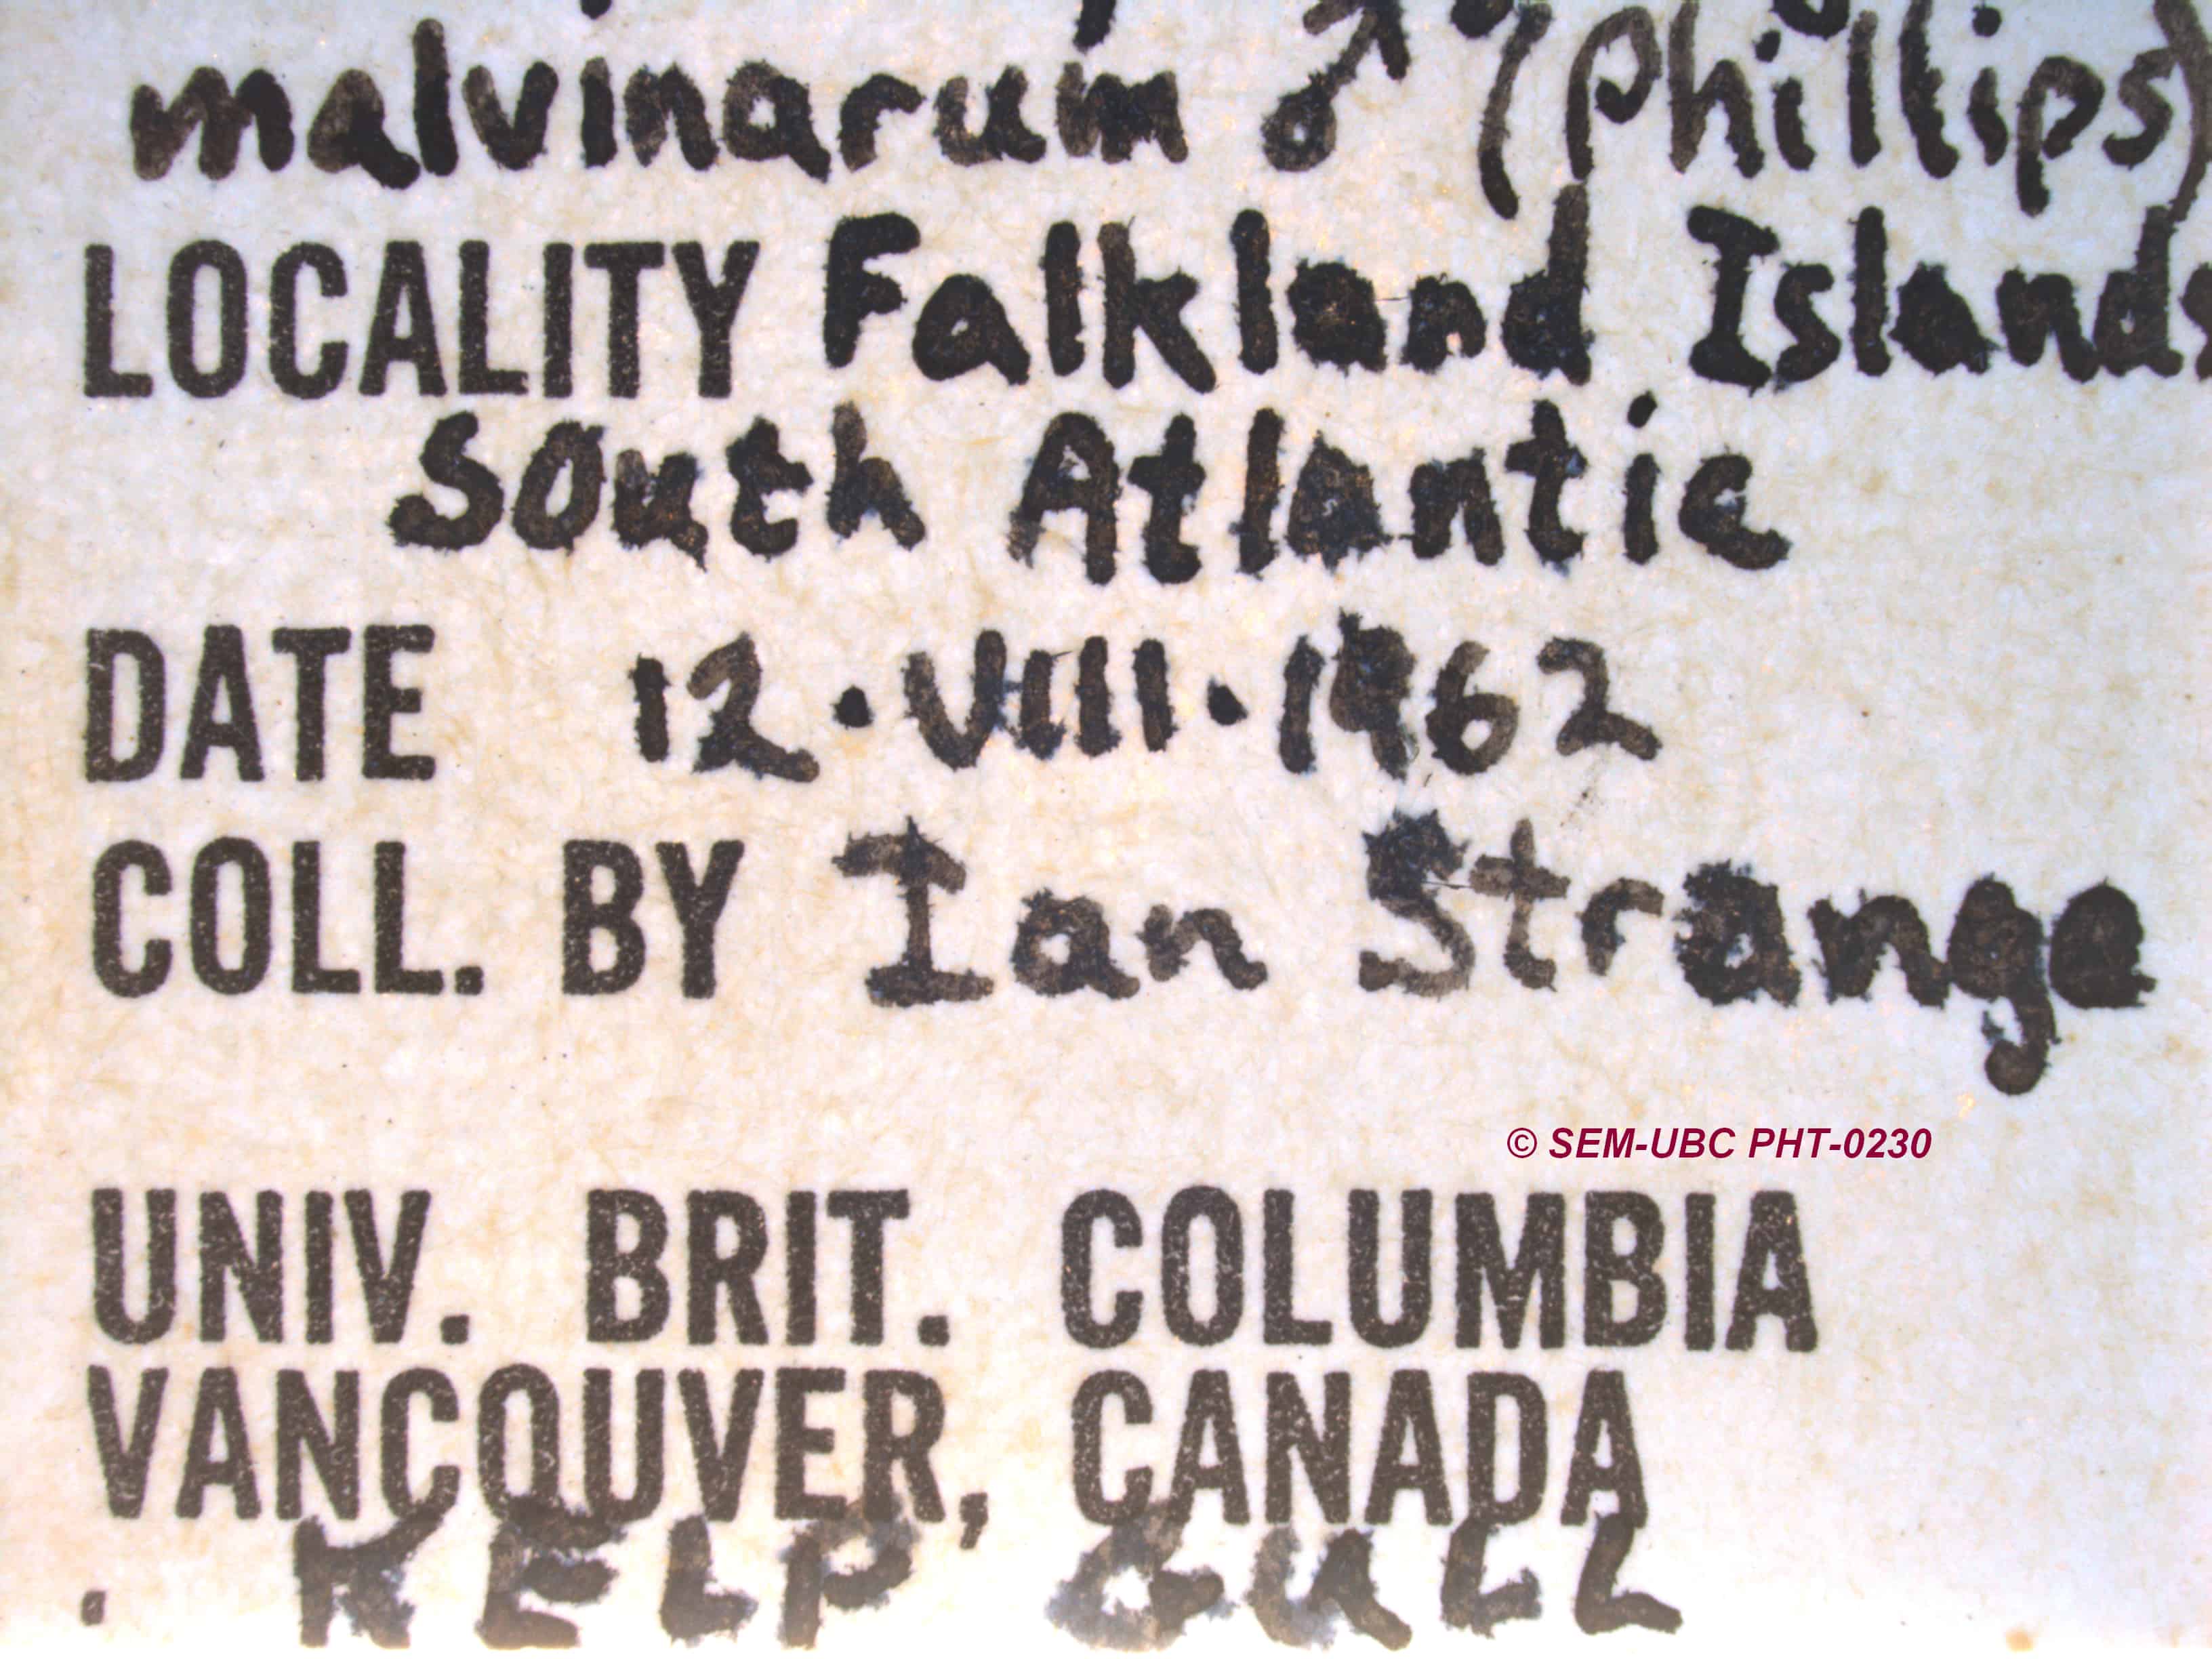 malvinarum ♂ (Phillips)
LOCALITY Falkland Islands
South Atlantic
DATE 12·VIII·1962
COLL. BY Ian Strange
© SEM-UBC PHT-0230
UNIV. BRIT. COLUMBIA
VANCOUVER, CANADA
KELP GULL